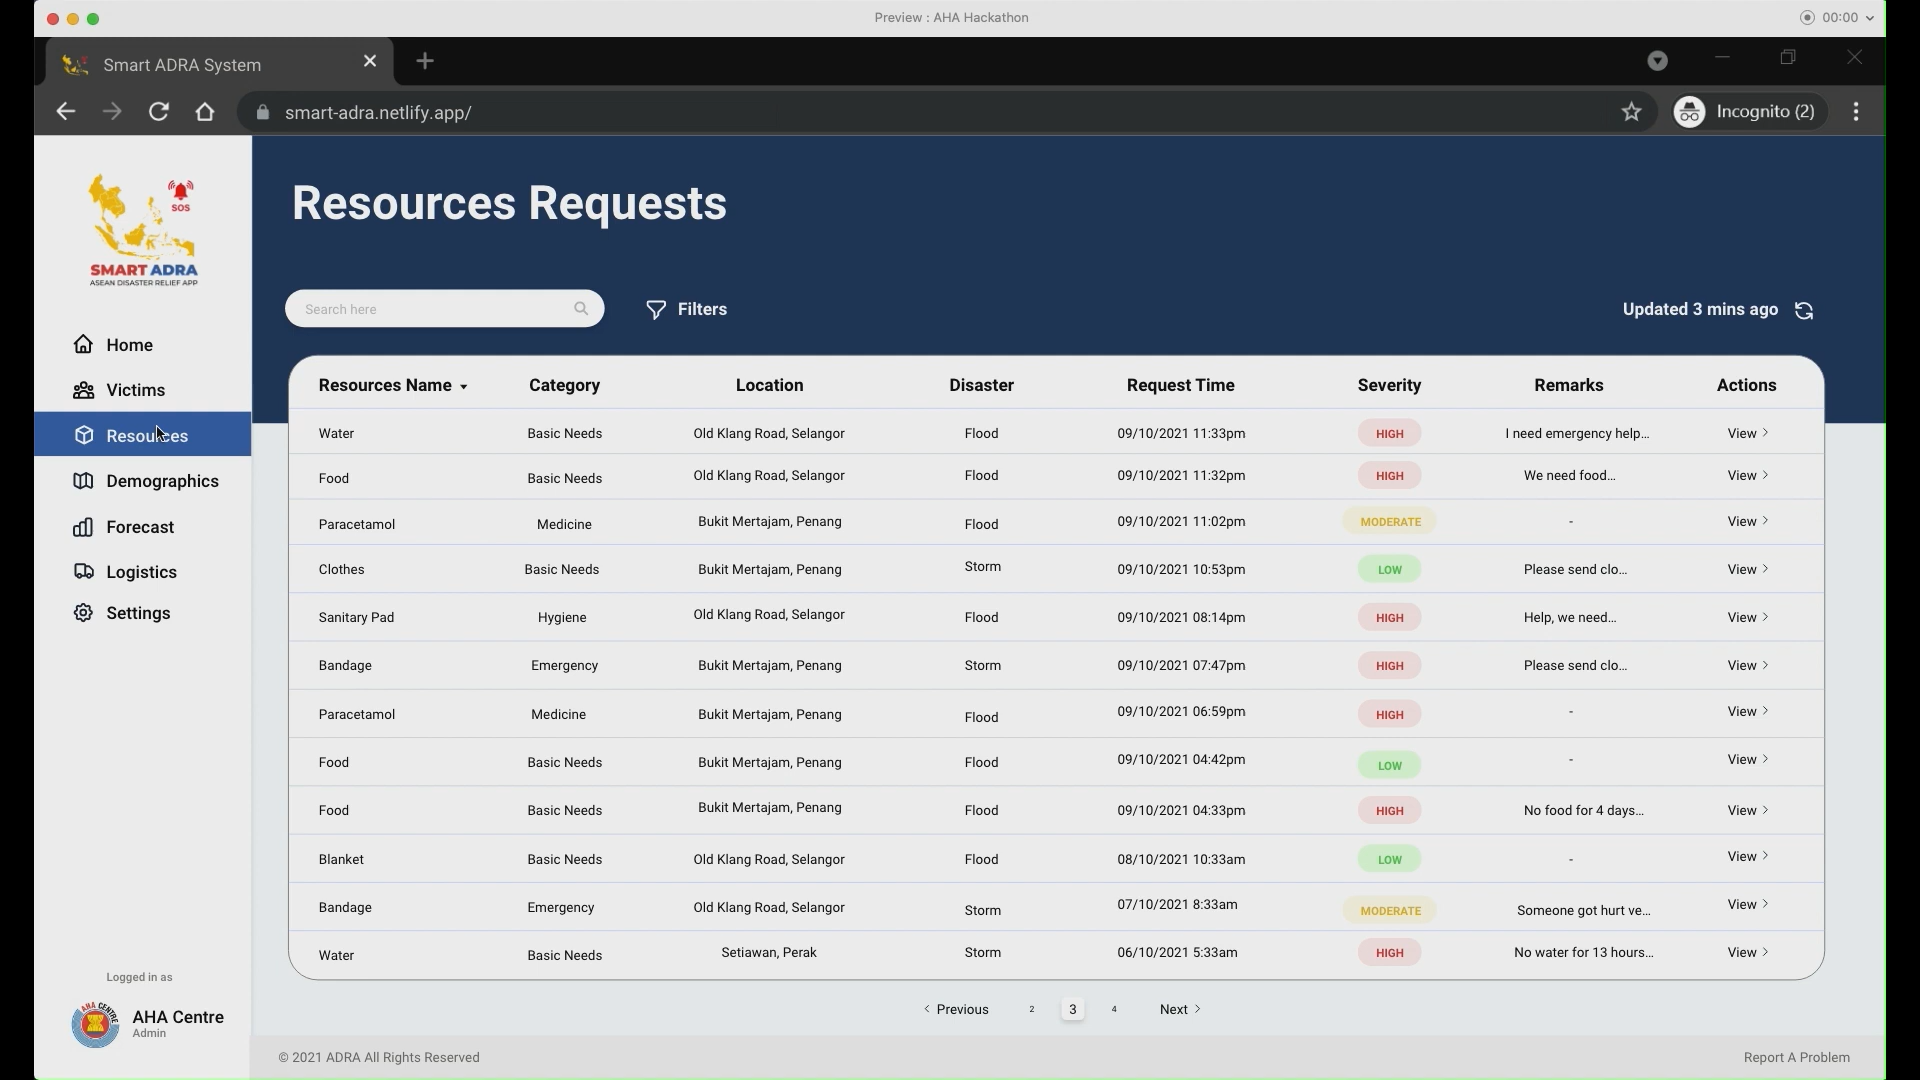 Preview : AHA Hackathon
00:00
Smart ADRA System
smart-adra.netlify.app/
Incognito (2)
SOS
SMART ADRA
ASEAN DISASTER RELIEF APP
Home
Victims
Resources
Demographics
Forecast
Logistics
Settings
Logged in as
AHA CENTRE
AHA Centre
Admin
Resources Requests
Search here
Filters
Updated 3 mins ago
Resources Name Category Location Disaster Request Time Severity Remarks Actions
Water Basic Needs Old Klang Road, Selangor Flood 09/10/2021 11:33pm HIGH I need emergency help... View >
Food Basic Needs Old Klang Road, Selangor Flood 09/10/2021 11:32pm HIGH We need food... View >
Paracetamol Medicine Bukit Mertajam, Penang Flood 09/10/2021 11:02pm MODERATE - View >
Clothes Basic Needs Bukit Mertajam, Penang Storm 09/10/2021 10:53pm LOW Please send clo... View >
Sanitary Pad Hygiene Old Klang Road, Selangor Flood 09/10/2021 08:14pm HIGH Help, we need... View >
Bandage Emergency Bukit Mertajam, Penang Storm 09/10/2021 07:47pm HIGH Please send clo... View >
Paracetamol Medicine Bukit Mertajam, Penang Flood 09/10/2021 06:59pm HIGH - View >
Food Basic Needs Bukit Mertajam, Penang Flood 09/10/2021 04:42pm LOW - View >
Food Basic Needs Bukit Mertajam, Penang Flood 09/10/2021 04:33pm HIGH No food for 4 days... View >
Blanket Basic Needs Old Klang Road, Selangor Flood 08/10/2021 10:33am LOW - View >
Bandage Emergency Old Klang Road, Selangor Storm 07/10/2021 8:33am MODERATE Someone got hurt ve... View >
Water Basic Needs Setiawan, Perak Storm 06/10/2021 5:33am HIGH No water for 13 hours... View >
< Previous 2 3 4 Next >
© 2021 ADRA All Rights Reserved
Report A Problem